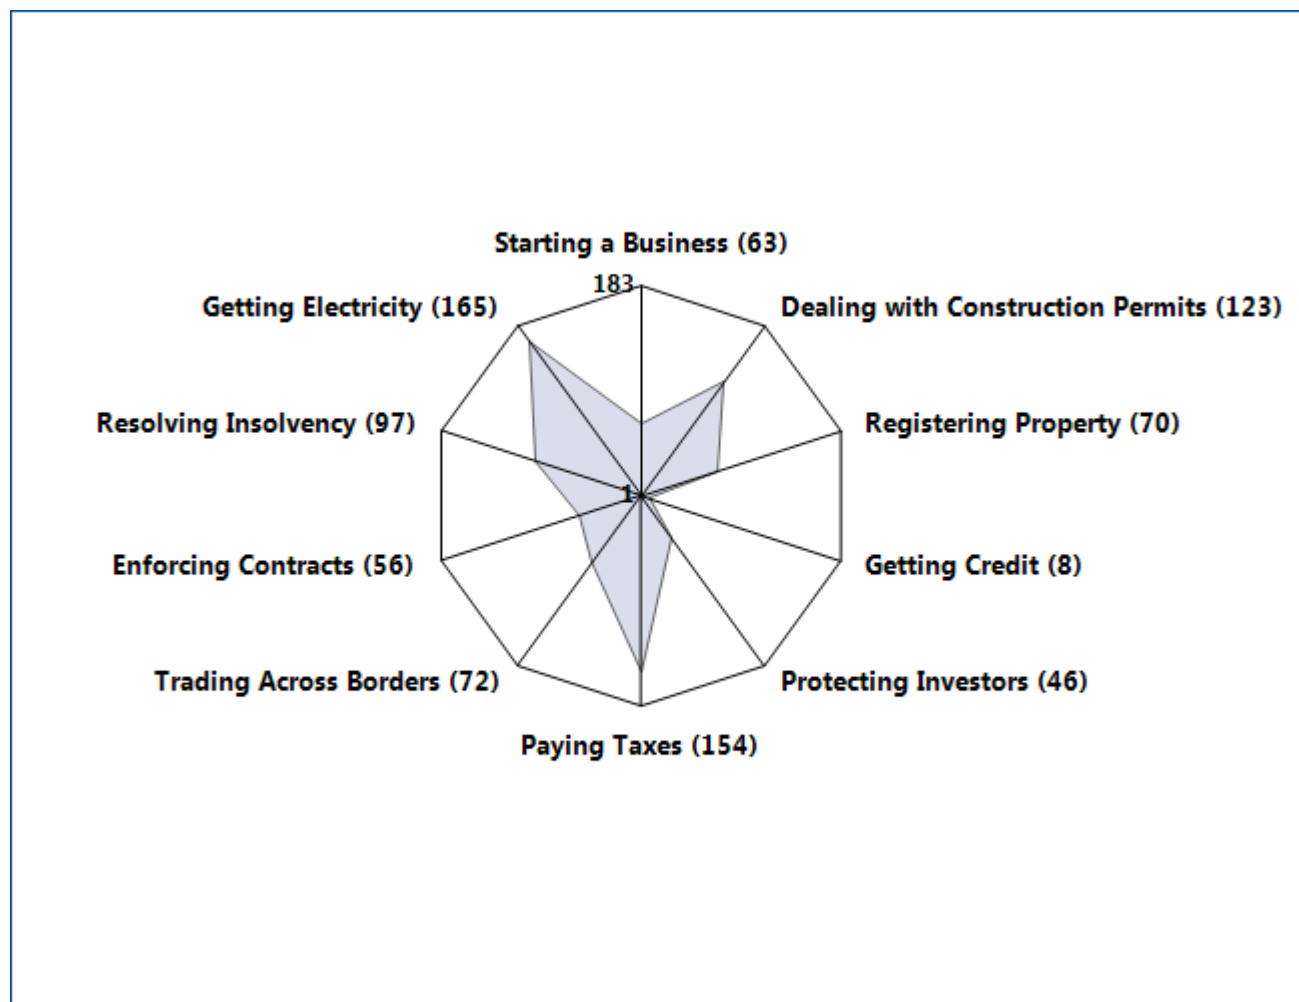 Starting a Business (63)
183
Getting Electricity (165)
Dealing with Construction Permits (123)
Resolving Insolvency (97)
Registering Property (70)
1
Enforcing Contracts (56)
Getting Credit (8)
Trading Across Borders (72)
Protecting Investors (46)
Paying Taxes (154)